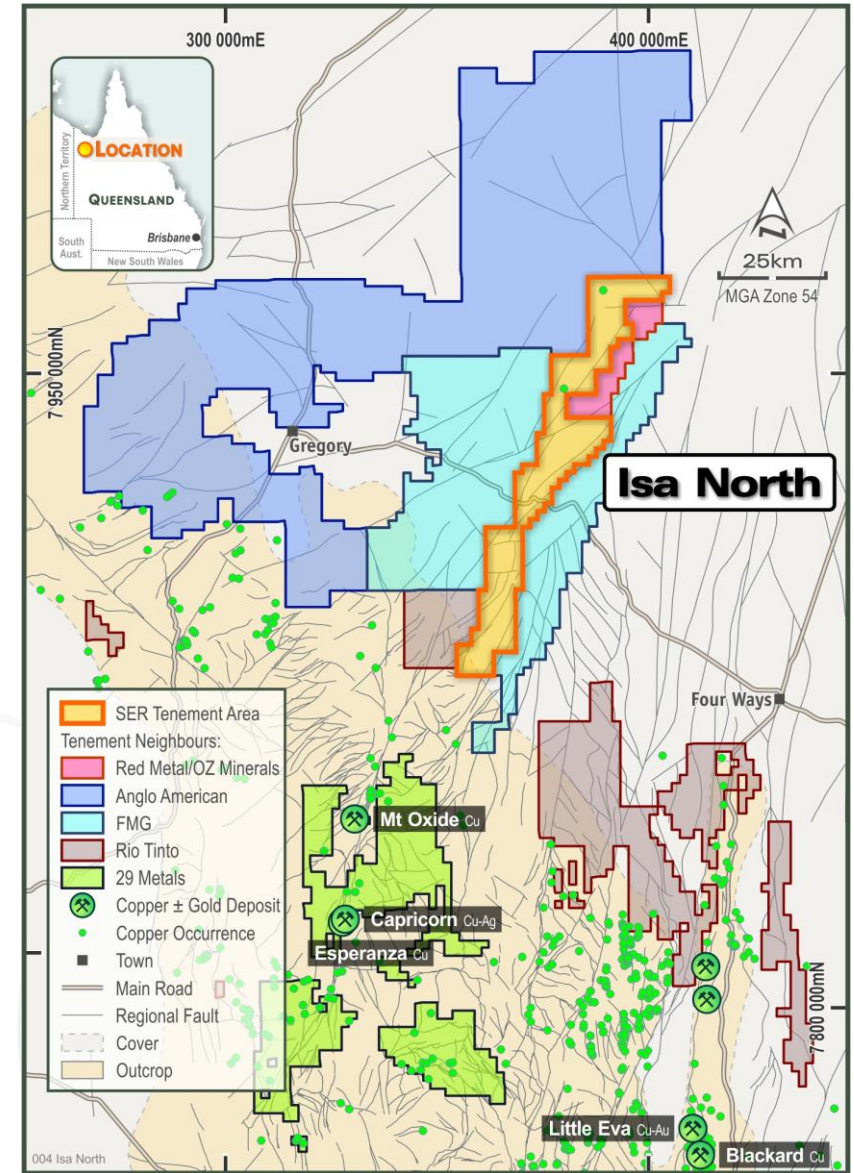 300 000mE
400 000mE
LOCATION
Northern Territory
QUEENSLAND
Brisbane
South
Aust.
New South Wales
N
25km
MGA Zone 54
7 950 000mN
Gregory
Isa North
Four Ways
SER Tenement Area
Tenement Neighbours:
Red Metal/OZ Minerals
Anglo American
FMG
Rio Tinto
29 Metals
Copper ± Gold Deposit
Copper Occurrence
Town
Main Road
Regional Fault
Cover
Outcrop
Mt Oxide Cu
Capricorn Cu-Ag
Esperanza Cu
7 800 000mN
Little Eva Cu-Au
Blackard Cu
004 Isa North